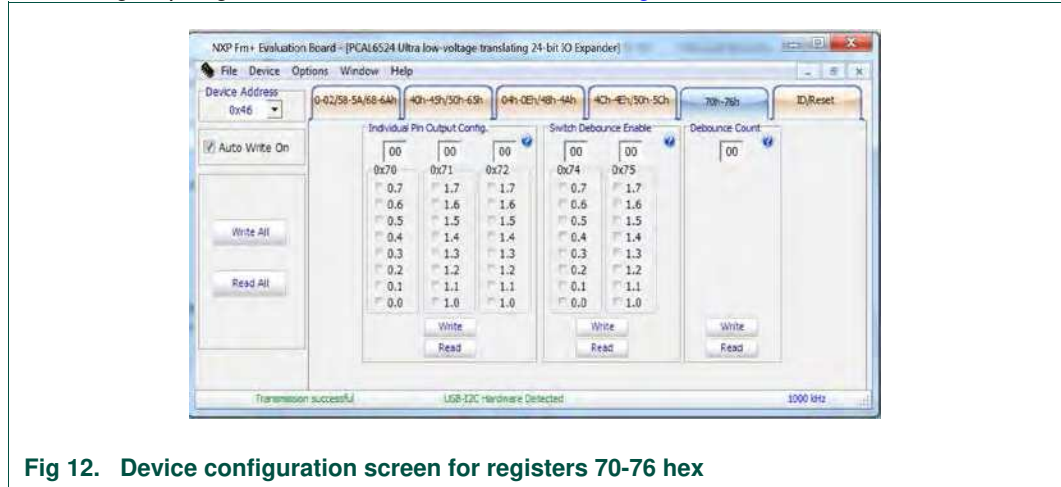 NXP Fm+ Evaluation Board - [PCAL6524 Ultra low-voltage translating 24-bit IO Expander]
File Device Options Window Help
Device Address
0x46
Auto Write On
Write All
Read All
0-02/58-5A/68-6Ah 40h-45h/50h-65h 04h-0Eh/48h-4Ah 4Ch-4Eh/50h-5Ch 70h-76h ID/Reset
Individual Pin Output Config. Switch Debounce Enable Debounce Count
00 00 00 00 00 00
0x70 0x71 0x72 0x74 0x75
0.7 1.7 1.7 0.7 1.7
0.6 1.6 1.6 0.6 1.6
0.5 1.5 1.5 0.5 1.5
0.4 1.4 1.4 0.4 1.4
0.3 1.3 1.3 0.3 1.3
0.2 1.2 1.2 0.2 1.2
0.1 1.1 1.1 0.1 1.1
0.0 1.0 1.0 0.0 1.0
Write Write Write
Read Read Read
Transmission successful USB-I2C Hardware Detected 1000 kHz
Fig 12. Device configuration screen for registers 70-76 hex